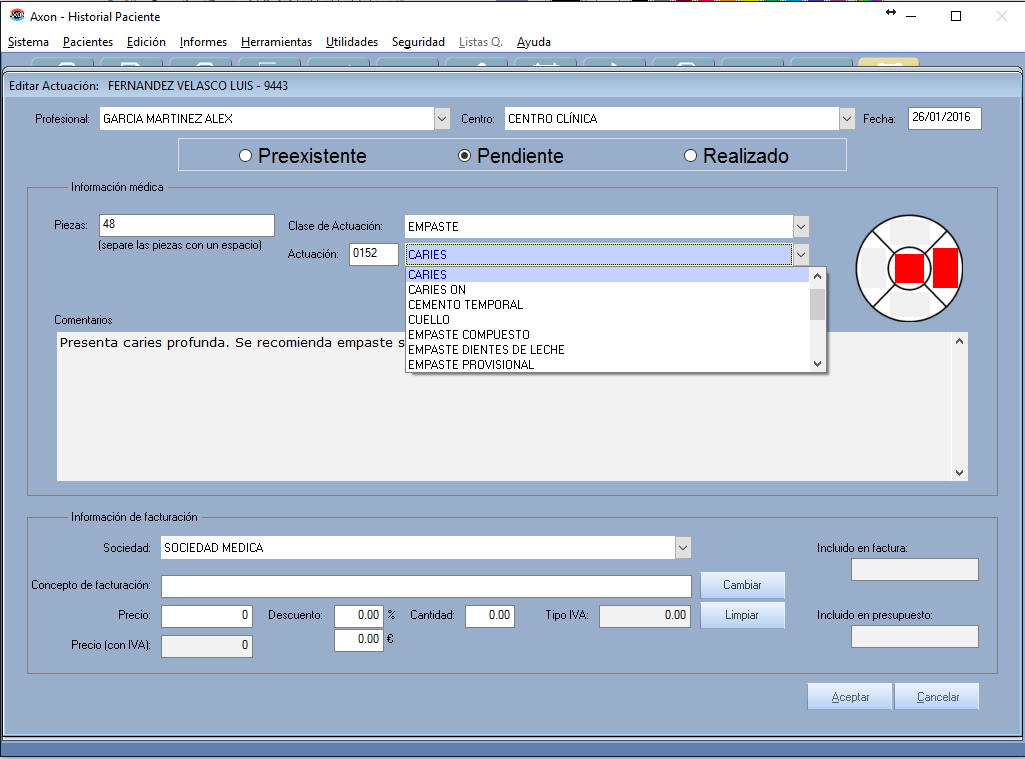 Axon - Historial Paciente
Sistema Pacientes Edición Informes Herramientas Utilidades Seguridad Listas Q. Ayuda
Editar Actuación: FERNANDEZ VELASCO LUIS - 9443
Profesional: GARCIA MARTINEZ ALEX Centro: CENTRO CLÍNICA Fecha: 26/01/2016
Preexistente Pendiente Realizado
Información médica
Piezas: 48 Clase de Actuación: EMPASTE
(separe las piezas con un espacio)
Actuación: 0152 CARIES
CARIES
CARIES ON
CEMENTO TEMPORAL
CUELLO
EMPASTE COMPUESTO
EMPASTE DIENTES DE LECHE
EMPASTE PROVISIONAL
Comentarios
Presenta caries profunda. Se recomienda empaste s
Información de facturación
Sociedad: SOCIEDAD MEDICA Incluido en factura:
Concepto de facturación: Cambiar
Precio: 0 Descuento: 0.00 % Cantidad: 0.00 Tipo IVA: 0.00 Limpiar Incluido en presupuesto:
Precio (con IVA): 0 0.00 €
Aceptar Cancelar